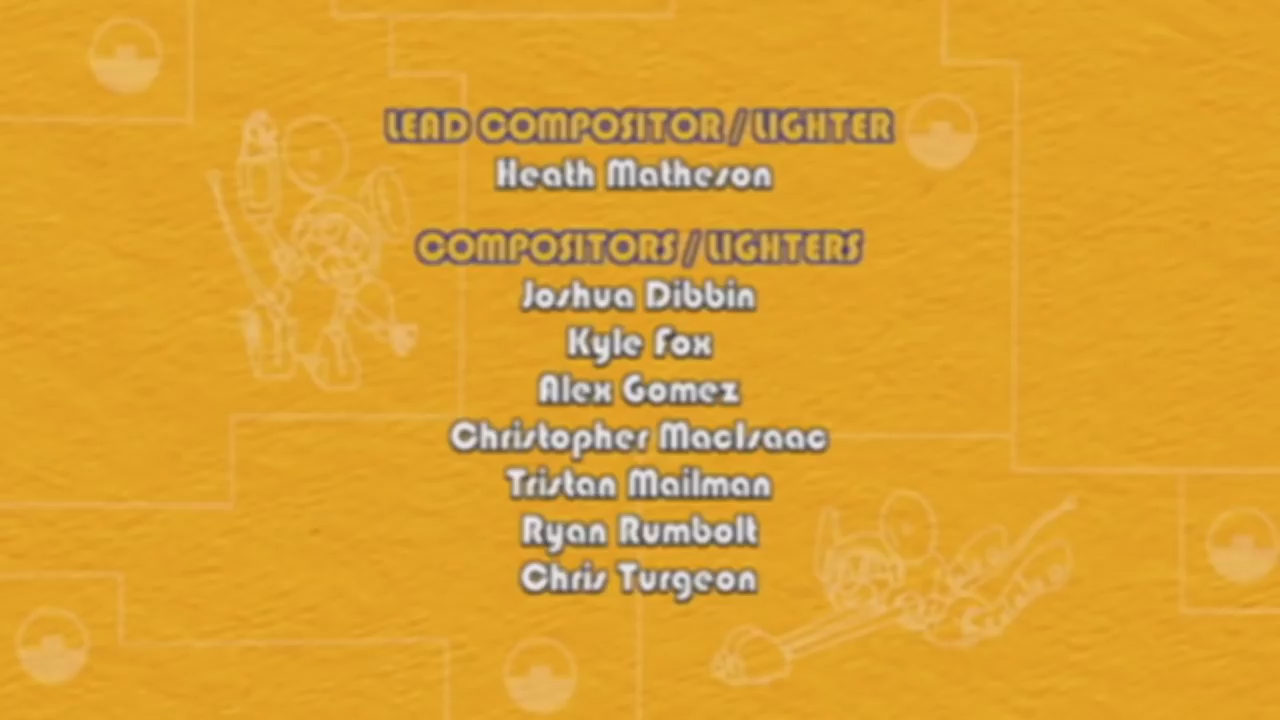 LEAD COMPOSITOR / LIGHTER
Heath Matheson
COMPOSITORS / LIGHTERS
Joshua Dibbin
Kyle Fox
Alex Gomez
Christopher MacIsaac
Tristan Mailman
Ryan Rumbolt
Chris Turgeon